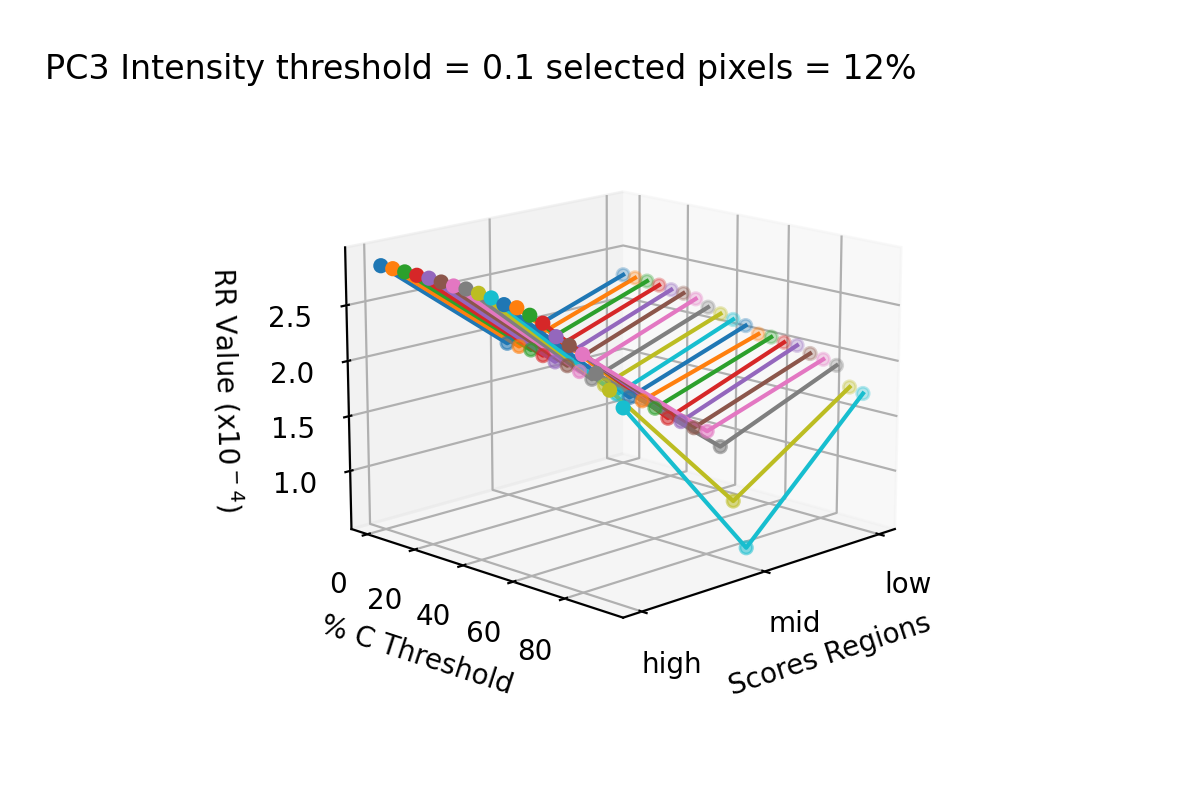 PC3 Intensity threshold = 0.1 selected pixels = 12%
RR Value (x10⁻⁴)
2.5
2.0
1.5
1.0
0
20
40
60
80
% C Threshold
high
mid
low
Scores Regions